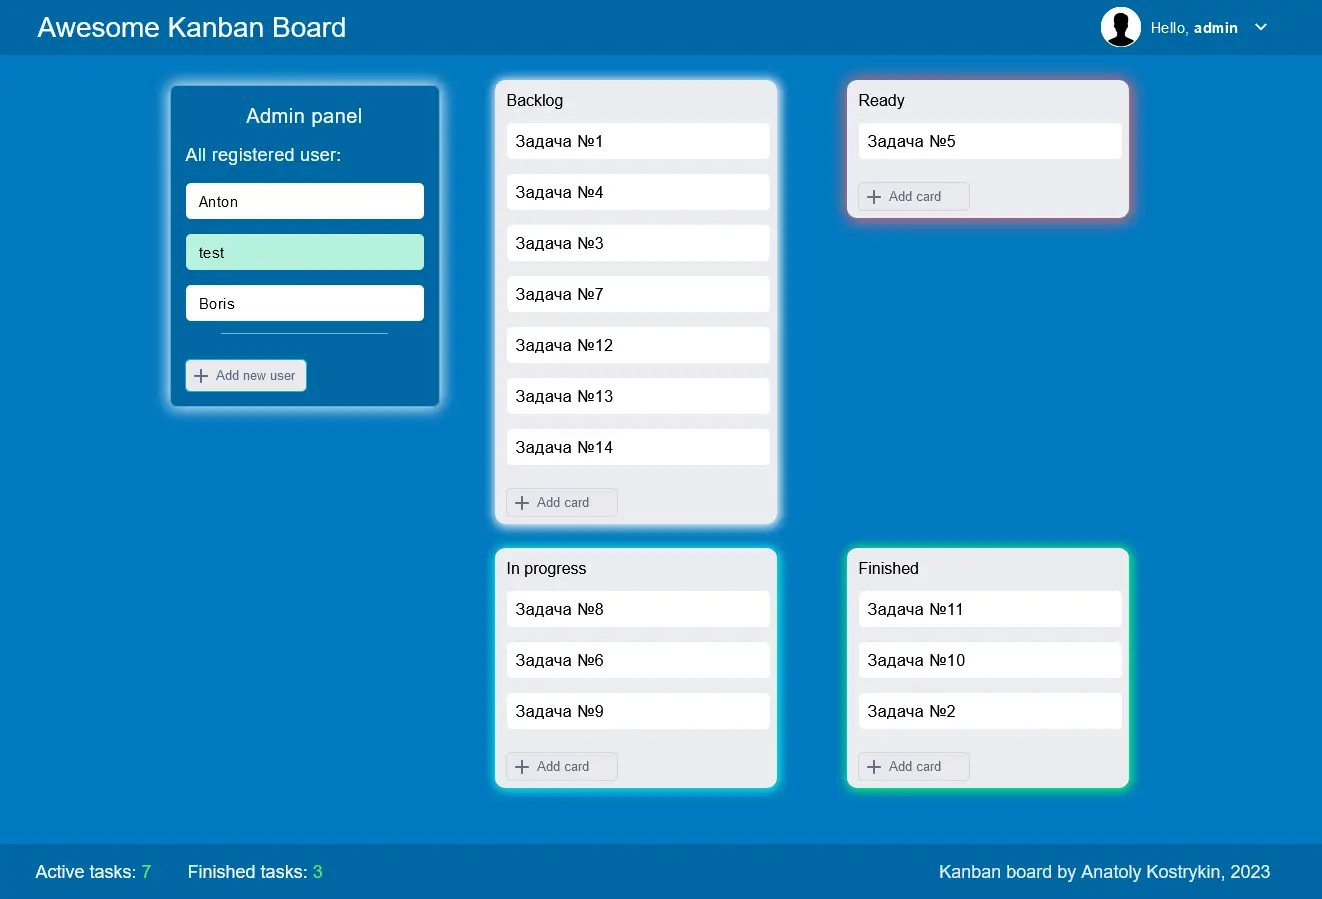 Awesome Kanban Board
Hello, admin
Admin panel
All registered user:
Anton
test
Boris
Add new user
Backlog
Задача №1
Задача №4
Задача №3
Задача №7
Задача №12
Задача №13
Задача №14
Add card
Ready
Задача №5
Add card
In progress
Задача №8
Задача №6
Задача №9
Add card
Finished
Задача №11
Задача №10
Задача №2
Add card
Active tasks: 7
Finished tasks: 3
Kanban board by Anatoly Kostrykin, 2023